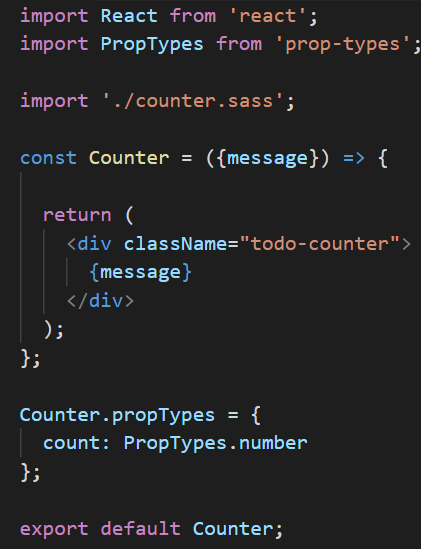 import React from 'react';
import PropTypes from 'prop-types';
import './counter.sass';
const Counter = ({message}) => {
return (
<div className="todo-counter">
{message}
</div>
);
};
Counter.propTypes = {
count: PropTypes.number
};
export default Counter;